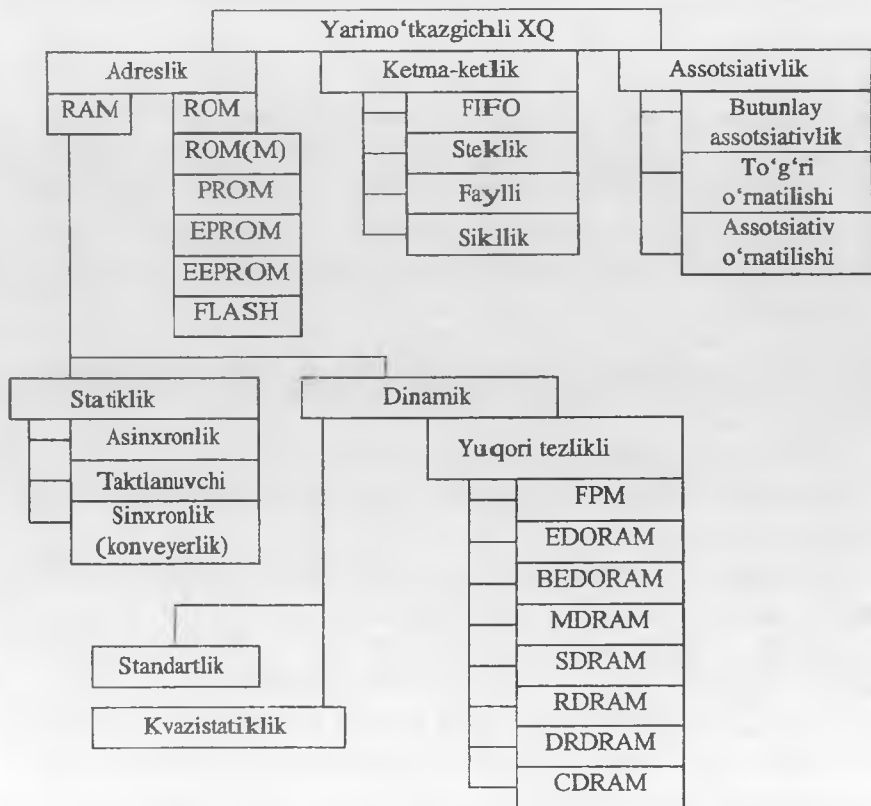 Yarimo‘tkazgichli XQ
Adreslik
Ketma-ketlik
Assotsiativlik
RAM
ROM
ROM(M)
PROM
EPROM
EEPROM
FLASH
FIFO
Steklik
Faylli
Sikllik
Butunlay
assotsiativlik
To‘g‘ri
o‘rnatilishi
Assotsiativ
o‘rnatilishi
Statiklik
Asinxronlik
Taktlanuvchi
Sinxronlik
(konveyerlik)
Dinamik
Standartlik
Kvazistatiklik
Yuqori tezlikli
FPM
EDORAM
BEDORAM
MDRAM
SDRAM
RDRAM
DRDRAM
CDRAM